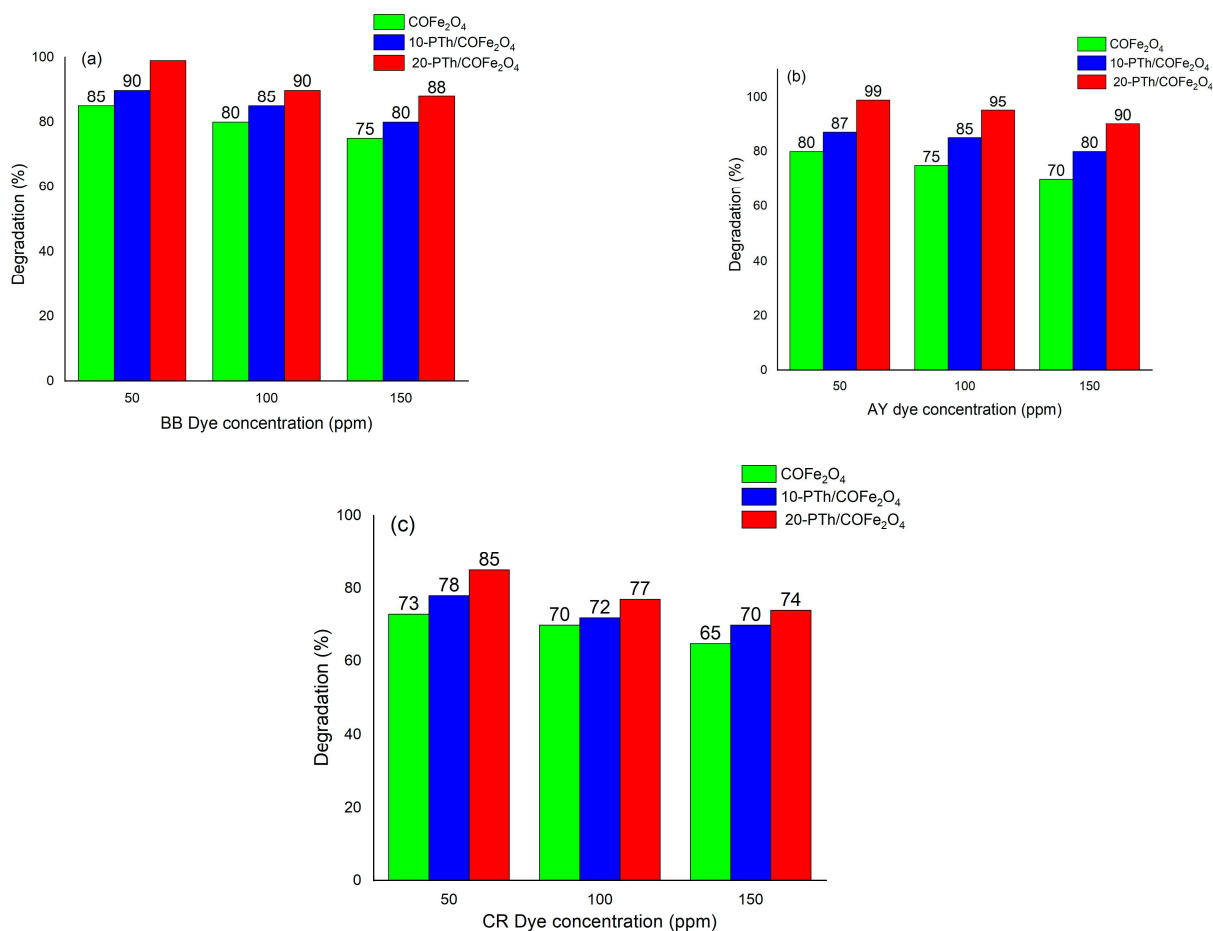 COFe₂O₄
10-PTh/COFe₂O₄
20-PTh/COFe₂O₄
(a)
Degradation (%)
100
80
60
40
20
0
85
90
80
85
90
75
80
88
50
100
150
BB Dye concentration (ppm)
COFe₂O₄
10-PTh/COFe₂O₄
20-PTh/COFe₂O₄
(b)
Degradation (%)
100
80
60
40
20
0
80
87
99
75
85
95
70
80
90
50
100
150
AY dye concentration (ppm)
COFe₂O₄
10-PTh/COFe₂O₄
20-PTh/COFe₂O₄
(c)
Degradation (%)
100
80
60
40
20
0
73
78
85
70
72
77
65
70
74
50
100
150
CR Dye concentration (ppm)